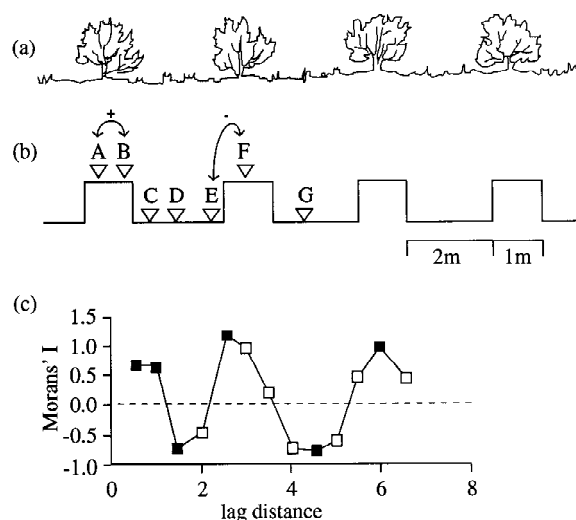 (a)
(b)
+ -
A B F
C D E G
2m 1m
(c)
Morans' I
1.5
1.0
0.5
0.0
-0.5
-1.0
0 2 4 6 8
lag distance